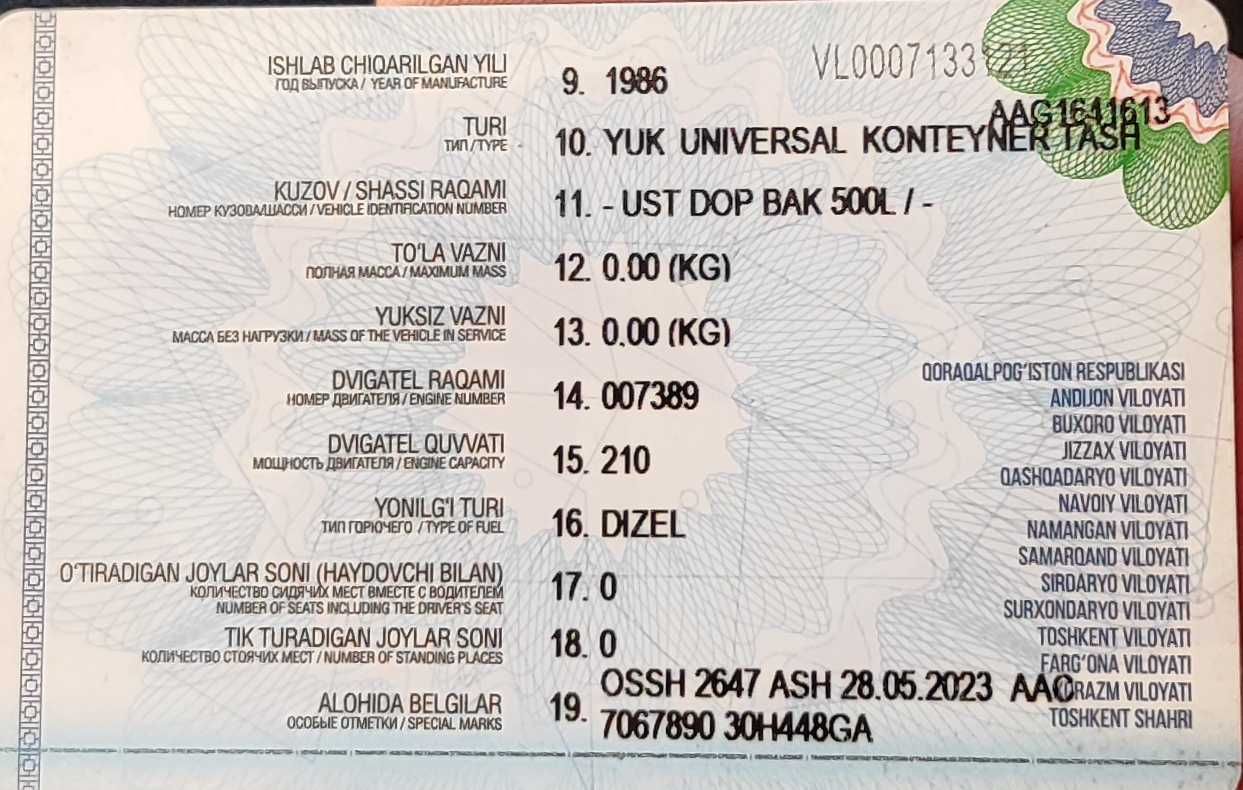 VL0007133121
AAG1641613
ISHLAB CHIQARILGAN YILI
ГОД ВЫПУСКА / YEAR OF MANUFACTURE
9. 1986
TURI
ТИП / TYPE
10. YUK UNIVERSAL KONTEYNER TASH
KUZOV / SHASSI RAQAMI
НОМЕР КУЗОВА/ШАССИ / VEHICLE IDENTIFICATION NUMBER
11. - UST DOP BAK 500L / -
TO'LA VAZNI
ПОЛНАЯ МАССА / MAXIMUM MASS
12. 0.00 (KG)
YUKSIZ VAZNI
МАССА БЕЗ НАГРУЗКИ / MASS OF THE VEHICLE IN SERVICE
13. 0.00 (KG)
DVIGATEL RAQAMI
НОМЕР ДВИГАТЕЛЯ / ENGINE NUMBER
14. 007389
DVIGATEL QUVVATI
МОЩНОСТЬ ДВИГАТЕЛЯ / ENGINE CAPACITY
15. 210
YONILG'I TURI
ТИП ГОРЮЧЕГО / TYPE OF FUEL
16. DIZEL
O'TIRADIGAN JOYLAR SONI (HAYDOVCHI BILAN)
КОЛИЧЕСТВО СИДЯЧИХ МЕСТ ВМЕСТЕ С ВОДИТЕЛЕМ
NUMBER OF SEATS INCLUDING THE DRIVER'S SEAT
17. 0
TIK TURADIGAN JOYLAR SONI
КОЛИЧЕСТВО СТОЯЧИХ МЕСТ / NUMBER OF STANDING PLACES
18. 0
ALOHIDA BELGILAR
ОСОБЫЕ ОТМЕТКИ / SPECIAL MARKS
19. OSSH 2647 ASH 28.05.2023 AAC
7067890 30H448GA
QORAQALPOG'ISTON RESPUBLIKASI
ANDIJON VILOYATI
BUXORO VILOYATI
JIZZAX VILOYATI
QASHQADARYO VILOYATI
NAVOIY VILOYATI
NAMANGAN VILOYATI
SAMARQAND VILOYATI
SIRDARYO VILOYATI
SURXONDARYO VILOYATI
TOSHKENT VILOYATI
FARG'ONA VILOYATI
VILOYATI
TOSHKENT SHAHRI